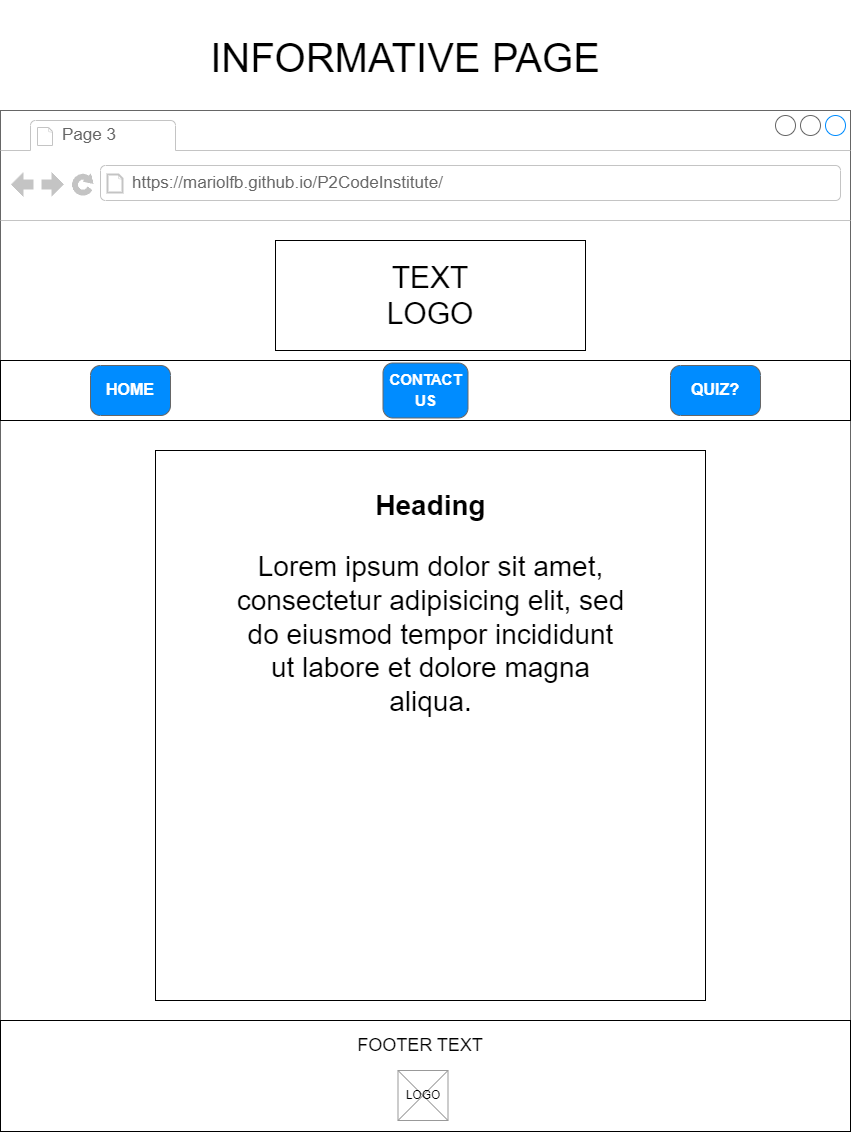 INFORMATIVE PAGE
Page 3
https://mariolfb.github.io/P2CodeInstitute/
TEXT
LOGO
HOME
CONTACT
US
QUIZ?
Heading
Lorem ipsum dolor sit amet,
consectetur adipisicing elit, sed
do eiusmod tempor incididunt
ut labore et dolore magna
aliqua.
FOOTER TEXT
LOGO